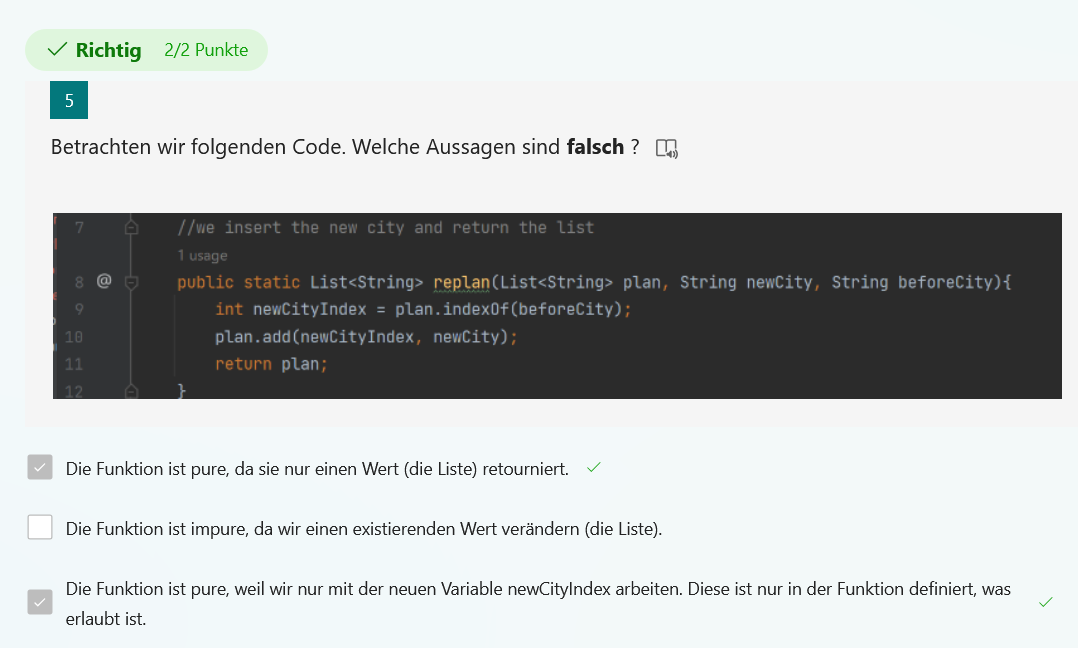 Richtig 2/2 Punkte
5
Betrachten wir folgenden Code. Welche Aussagen sind falsch ?
7 //we insert the new city and return the list
1 usage
8 @ public static List<String> replan(List<String> plan, String newCity, String beforeCity){
9 int newCityIndex = plan.indexOf(beforeCity);
10 plan.add(newCityIndex, newCity);
11 return plan;
12 }
Die Funktion ist pure, da sie nur einen Wert (die Liste) retourniert.
Die Funktion ist impure, da wir einen existierenden Wert verändern (die Liste).
Die Funktion ist pure, weil wir nur mit der neuen Variable newCityIndex arbeiten. Diese ist nur in der Funktion definiert, was
erlaubt ist.